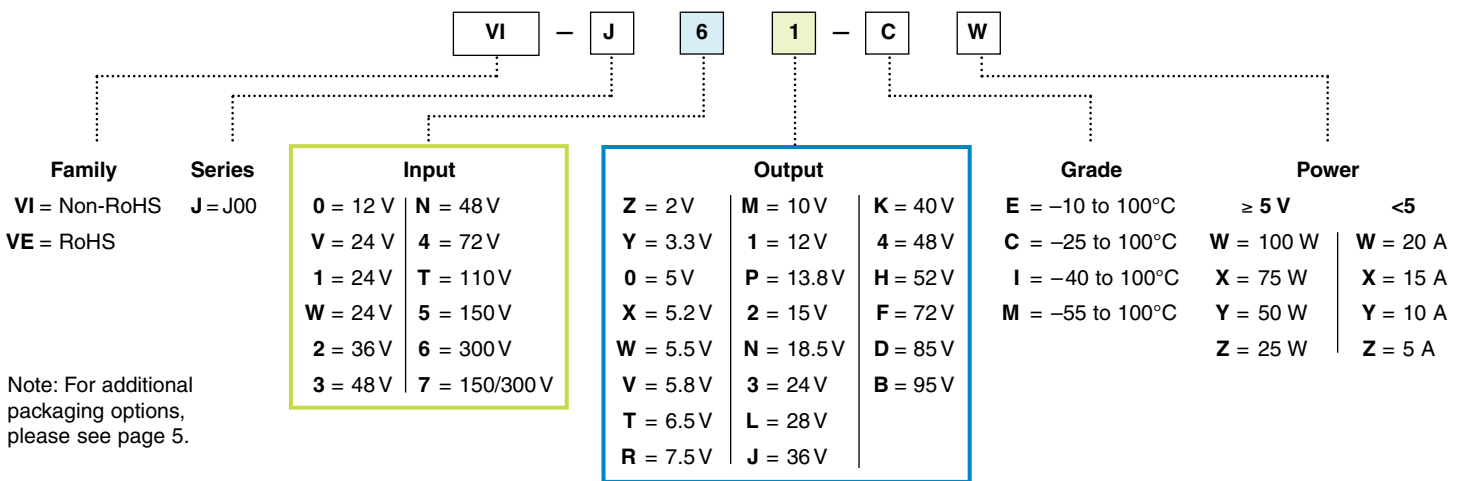 VI – J 6 1 – C W
Family Series Input Output Grade Power
VI = Non-RoHS
VE = RoHS
J = J00
0 = 12 V N = 48 V
V = 24 V 4 = 72 V
1 = 24 V T = 110 V
W = 24 V 5 = 150 V
2 = 36 V 6 = 300 V
3 = 48 V 7 = 150/300 V
Z = 2 V M = 10 V K = 40 V
Y = 3.3 V 1 = 12 V 4 = 48 V
0 = 5 V P = 13.8 V H = 52 V
X = 5.2 V 2 = 15 V F = 72 V
W = 5.5 V N = 18.5 V D = 85 V
V = 5.8 V 3 = 24 V B = 95 V
T = 6.5 V L = 28 V
R = 7.5 V J = 36 V
E = –10 to 100°C
C = –25 to 100°C
I = –40 to 100°C
M = –55 to 100°C
≥ 5 V <5
W = 100 W W = 20 A
X = 75 W X = 15 A
Y = 50 W Y = 10 A
Z = 25 W Z = 5 A
Note: For additional
packaging options,
please see page 5.